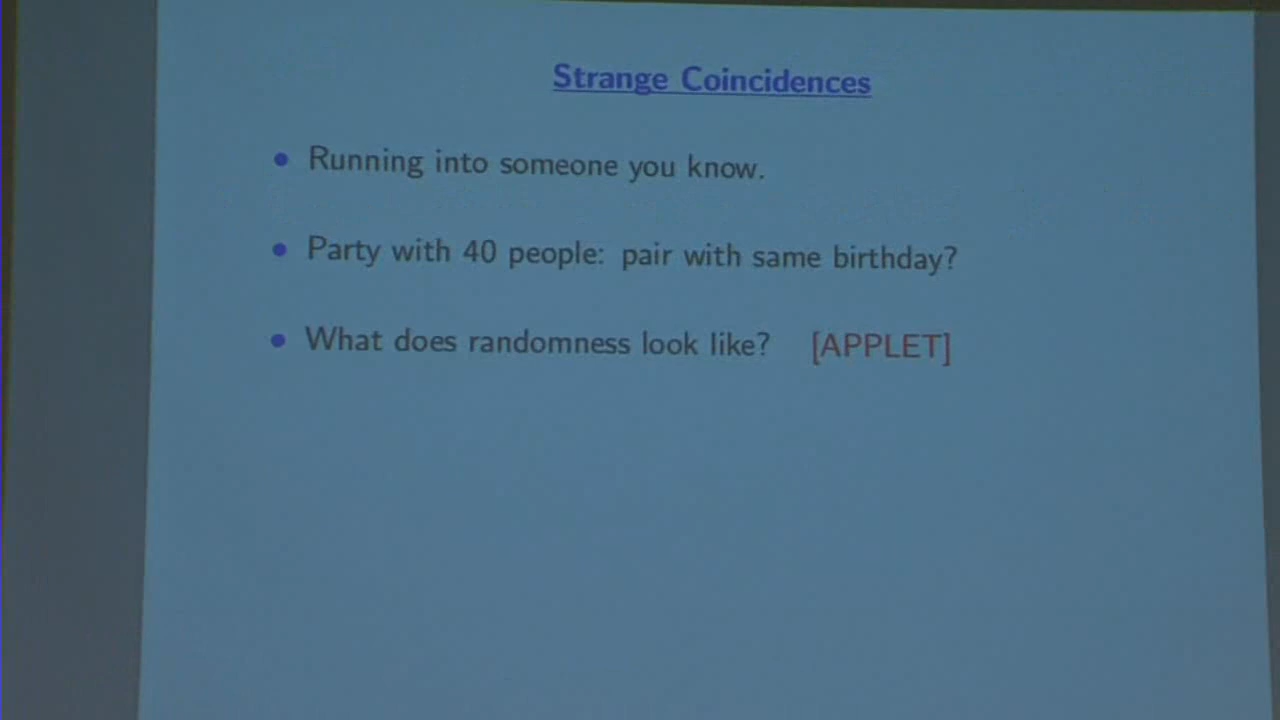 Strange Coincidences
• Running into someone you know.
• Party with 40 people: pair with same birthday?
• What does randomness look like? [APPLET]